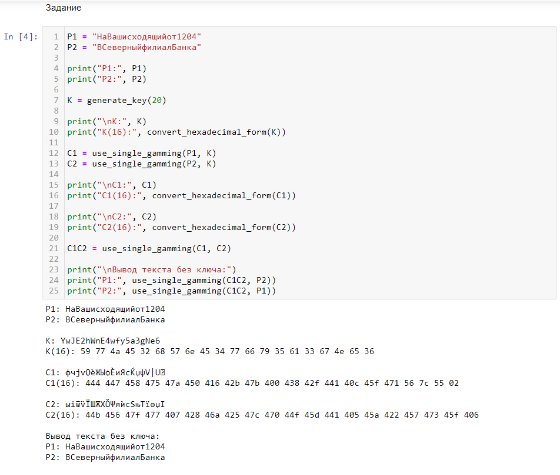 Задание
In [4]:
1 P1 = "НаВашисходящийот1204"
2 P2 = "ВСеверныйфилиалБанка"
3
4 print("P1:", P1)
5 print("P2:", P2)
6
7 K = generate_key(20)
8
9 print("\nK:", K)
10 print("K(16):", convert_hexadecimal_form(K))
11
12 C1 = use_single_gamming(P1, K)
13 C2 = use_single_gamming(P2, K)
14
15 print("\nC1:", C1)
16 print("C1(16):", convert_hexadecimal_form(C1))
17
18 print("\nC2:", C2)
19 print("C2(16):", convert_hexadecimal_form(C2))
20
21 C1C2 = use_single_gamming(C1, C2)
22
23 print("\nВывод текста без ключа:")
24 print("P1:", use_single_gamming(C1C2, P2))
25 print("P2:", use_single_gamming(C1C2, P1))
P1: НаВашисходящийот1204
P2: ВСеверныйфилиалБанка
K: YwJE2hWnE4wfy5a3gNe6
K(16): 59 77 4a 45 32 68 57 6e 45 34 77 66 79 35 61 33 67 4e 65 36
C1:
C1(16): 444 447 458 475 47a 450 416 42b 47b 400 438 42f 441 40c 45f 471 56 7c 55 02
C2:
C2(16): 44b 456 47f 477 407 428 46a 425 47c 470 44f 45d 441 405 45a 422 457 473 45f 406
Вывод текста без ключа:
P1: НаВашисходящийот1204
P2: ВСеверныйфилиалБанка